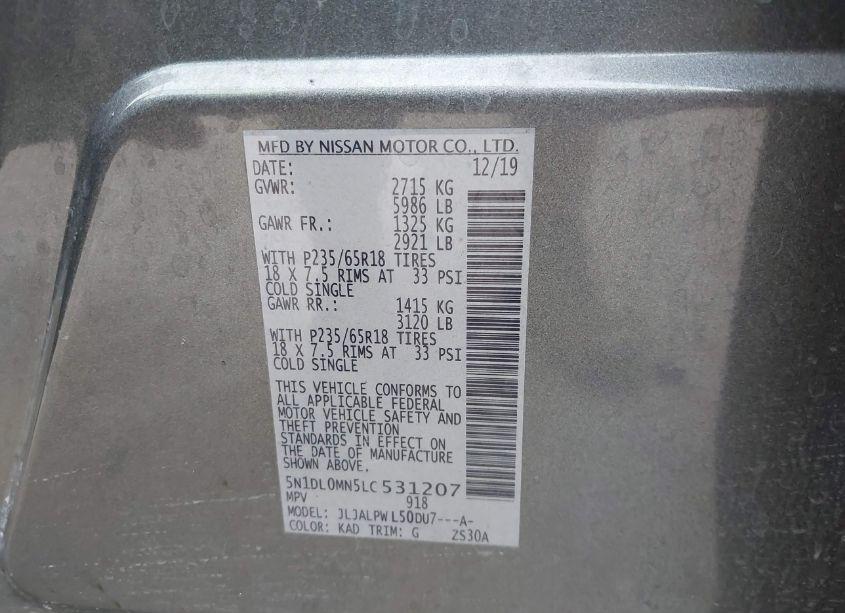 MFD BY NISSAN MOTOR CO., LTD.
DATE: 12/19
GVWR: 2715 KG
5986 LB
GAWR FR.: 1325 KG
2921 LB
WITH P235/65R18 TIRES
18 X 7.5 RIMS AT 33 PSI
COLD SINGLE
GAWR RR.: 1415 KG
3120 LB
WITH P235/65R18 TIRES
18 X 7.5 RIMS AT 33 PSI
COLD SINGLE
THIS VEHICLE CONFORMS TO
ALL APPLICABLE FEDERAL
MOTOR VEHICLE SAFETY AND
THEFT PREVENTION
STANDARDS IN EFFECT ON
THE DATE OF MANUFACTURE
SHOWN ABOVE.
5N1DL0MN5LC531207
MPV 918
MODEL: JLJALPWL50DU7---A-
COLOR: KAD TRIM: G ZS30A